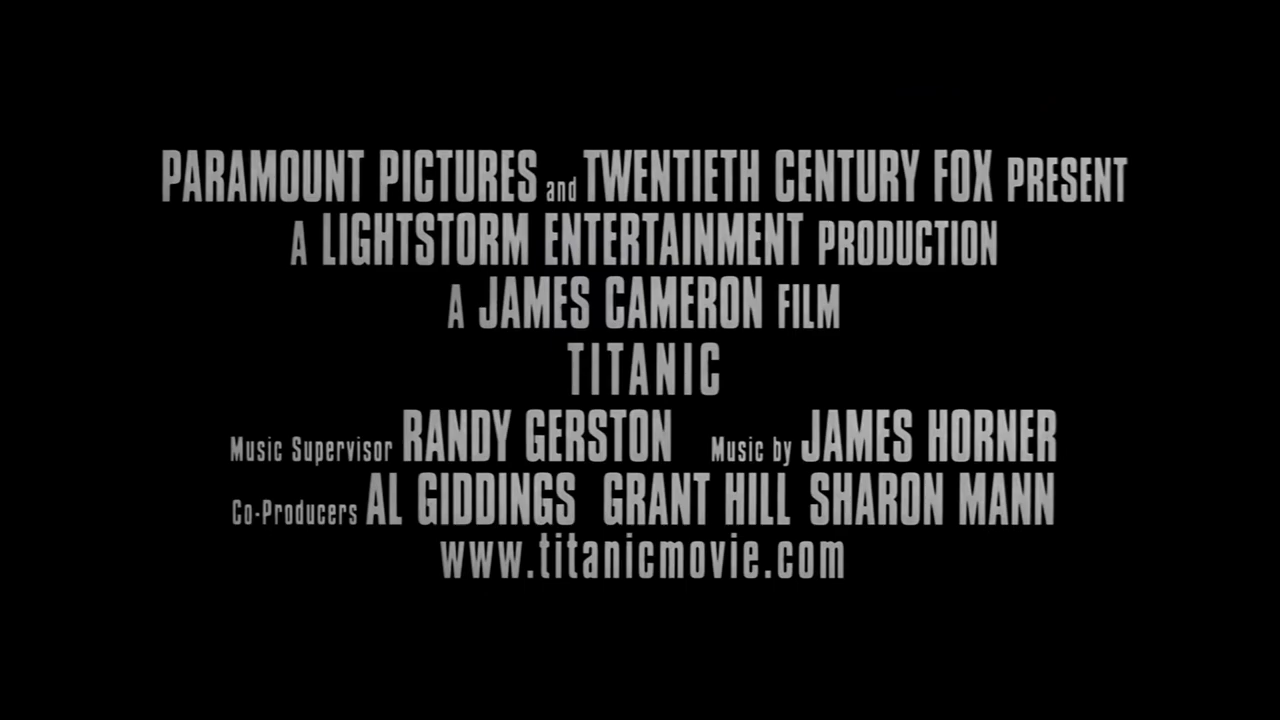 PARAMOUNT PICTURES and TWENTIETH CENTURY FOX PRESENT
A LIGHTSTORM ENTERTAINMENT PRODUCTION
A JAMES CAMERON FILM
TITANIC
Music Supervisor RANDY GERSTON Music by JAMES HORNER
Co-Producers AL GIDDINGS GRANT HILL SHARON MANN
www.titanicmovie.com